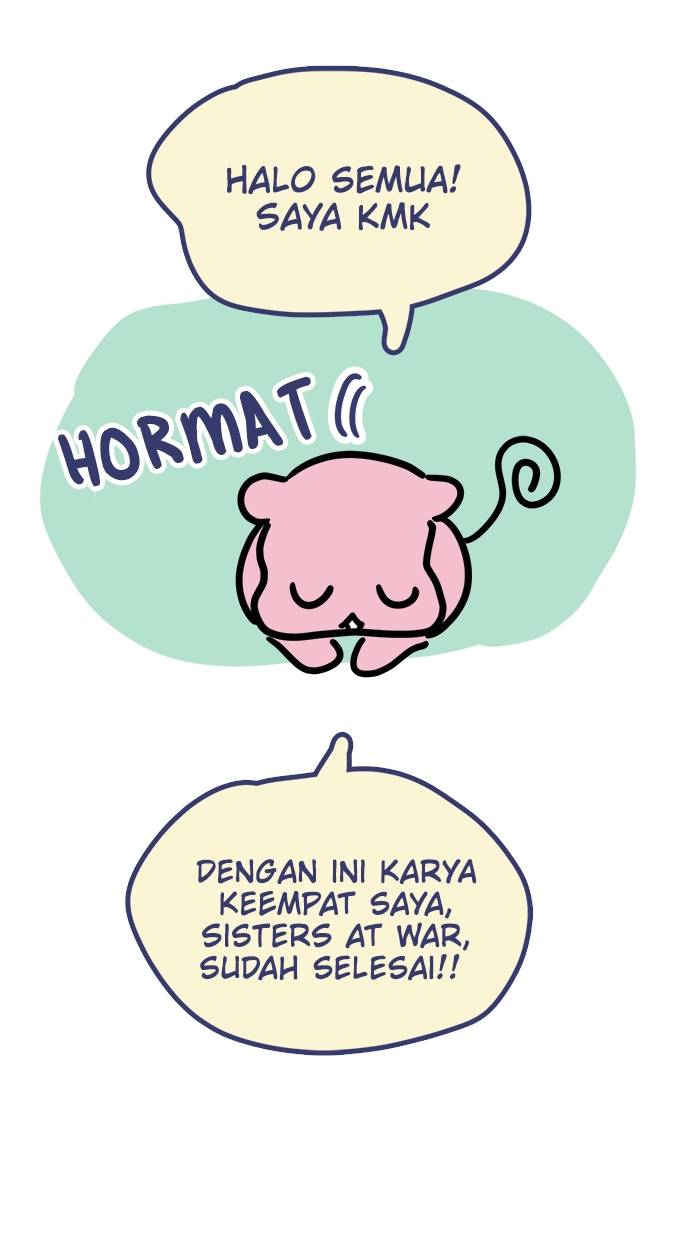 HALO SEMUA!
SAYA KMK
HORMAT
DENGAN INI KARYA
KEEMPAT SAYA,
SISTERS AT WAR,
SUDAH SELESAI!!